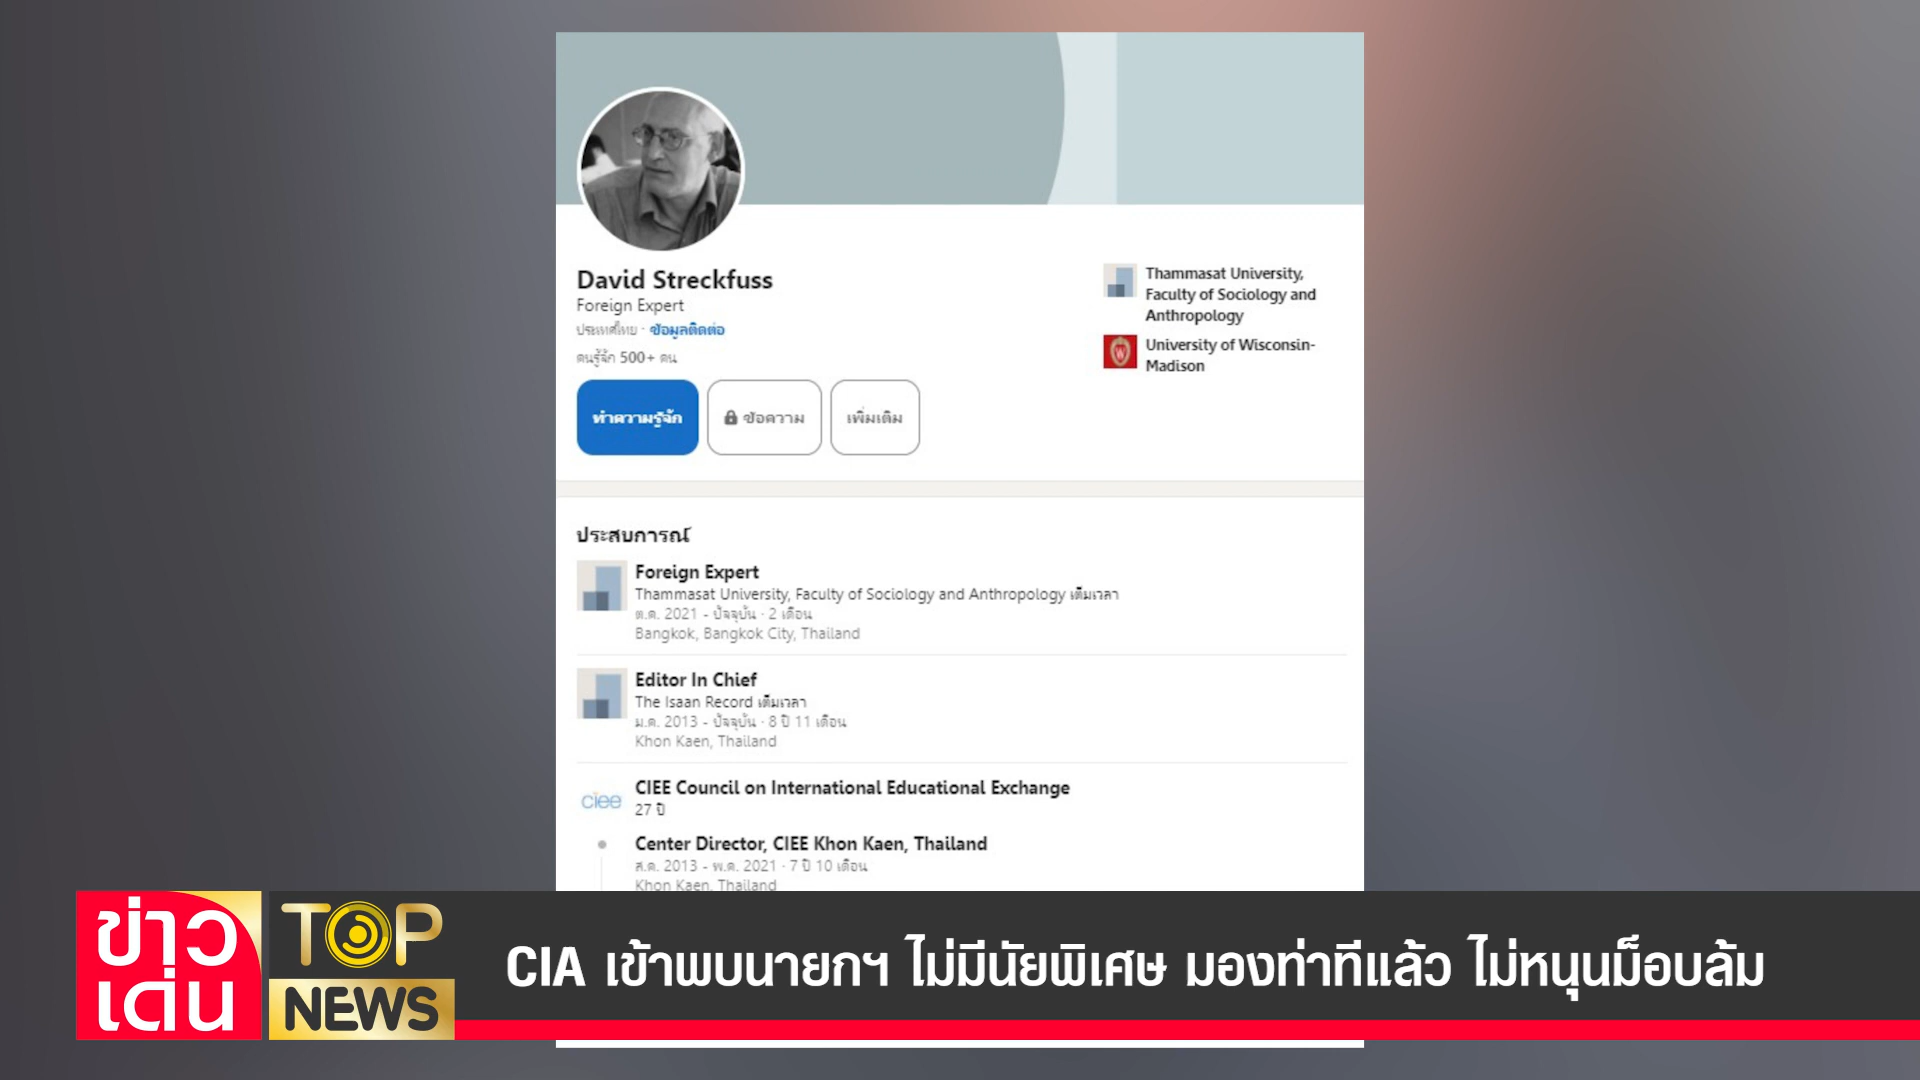 David Streckfuss
Foreign Expert
ประเทศไทย · ข้อมูลติดต่อ
คนรู้จัก 500+ คน
ทำความรู้จัก
ข้อความ
เพิ่มเติม
Thammasat University,
Faculty of Sociology and
Anthropology
University of Wisconsin-
Madison
ประสบการณ์
Foreign Expert
Thammasat University, Faculty of Sociology and Anthropology เต็มเวลา
ต.ค. 2021 - ปัจจุบัน · 2 เดือน
Bangkok, Bangkok City, Thailand
Editor In Chief
The Isaan Record เต็มเวลา
ม.ค. 2013 - ปัจจุบัน · 8 ปี 11 เดือน
Khon Kaen, Thailand
ciee
CIEE Council on International Educational Exchange
27 ปี
Center Director, CIEE Khon Kaen, Thailand
ส.ค. 2013 - พ.ค. 2021 · 7 ปี 10 เดือน
Khon Kaen, Thailand
ข่าว
เด่น
TOP
NEWS
CIA เข้าพบนายกฯ ไม่มีนัยพิเศษ มองท่าทีแล้ว ไม่หนุนม็อบล้ม